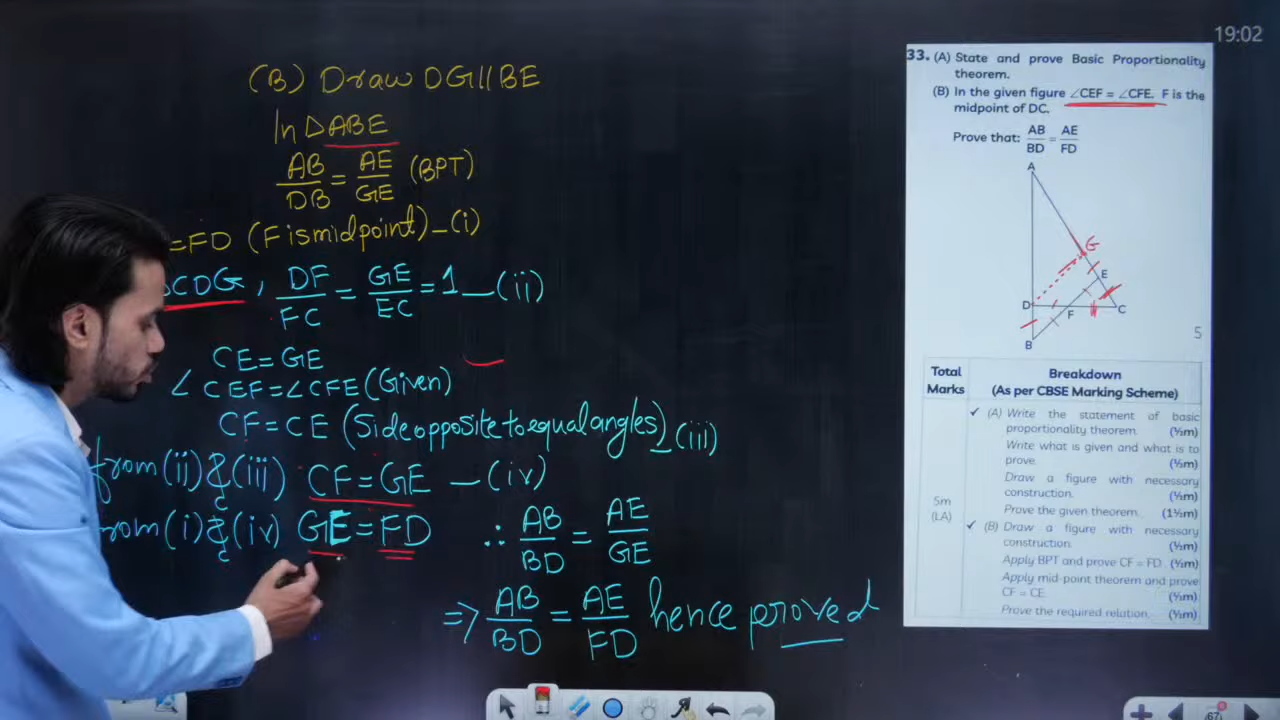 19:02
(B) Draw DG||BE
In △ABE
AB/DB = AE/GE (BPT)
=FD (F is midpoint) — (i)
CDG, DF/FC = GE/EC = 1 — (ii)
CE = GE
∠CEF = ∠CFE (Given)
CF = CE (Side opposite to equal angles) — (iii)
from (ii) & (iii) CF = GE — (iv)
from (i) & (iv) GE = FD ∴ AB/BD = AE/GE
⇒ AB/BD = AE/FD hence proved
33. (A) State and prove Basic Proportionality
theorem.
(B) In the given figure ∠CEF = ∠CFE. F is the
midpoint of DC.
Prove that: AB/BD = AE/FD
A
G
E
D
F
C
B
5
Total Marks
Breakdown
(As per CBSE Marking Scheme)
5m
(LA)
✓ (A) Write the statement of basic
proportionality theorem. (½m)
Write what is given and what is to
prove. (½m)
Draw a figure with necessary
construction. (½m)
Prove the given theorem. (1½m)
✓ (B) Draw a figure with necessary
construction. (½m)
Apply BPT and prove CF = FD. (½m)
Apply mid-point theorem and prove
CF = CE. (½m)
Prove the required relation. (½m)
67